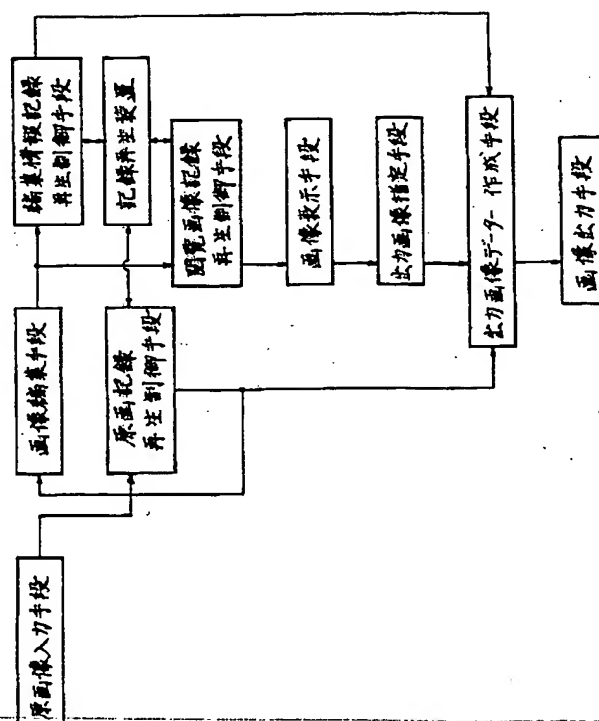 原画像入力手段
画像編集手段
原画記録
再生制御手段
編集情報記録
再生制御手段
記録再生装置
閲覧画像記録
再生制御手段
画像表示手段
出力画像指定手段
出力画像データー作成手段
画像出力手段